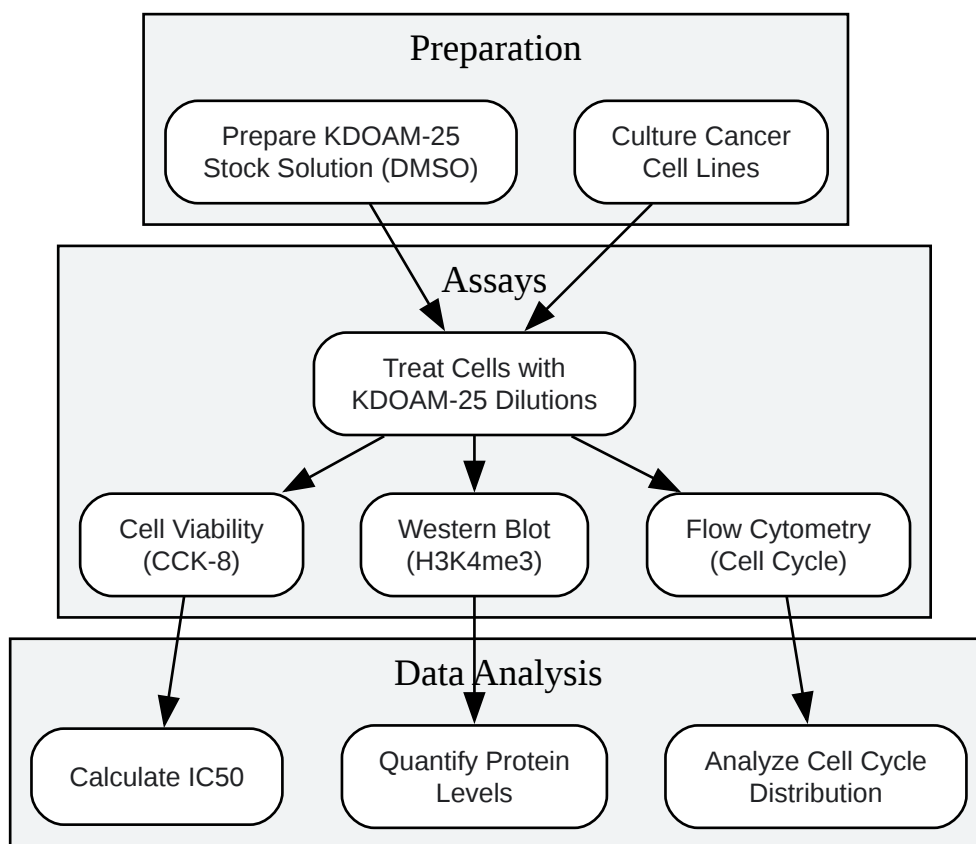 Preparation
Prepare KDOAM-25
Stock Solution (DMSO)
Culture Cancer
Cell Lines
Assays
Treat Cells with
KDOAM-25 Dilutions
Cell Viability
(CCK-8)
Western Blot
(H3K4me3)
Flow Cytometry
(Cell Cycle)
Data Analysis
Calculate IC50
Quantify Protein
Levels
Analyze Cell Cycle
Distribution